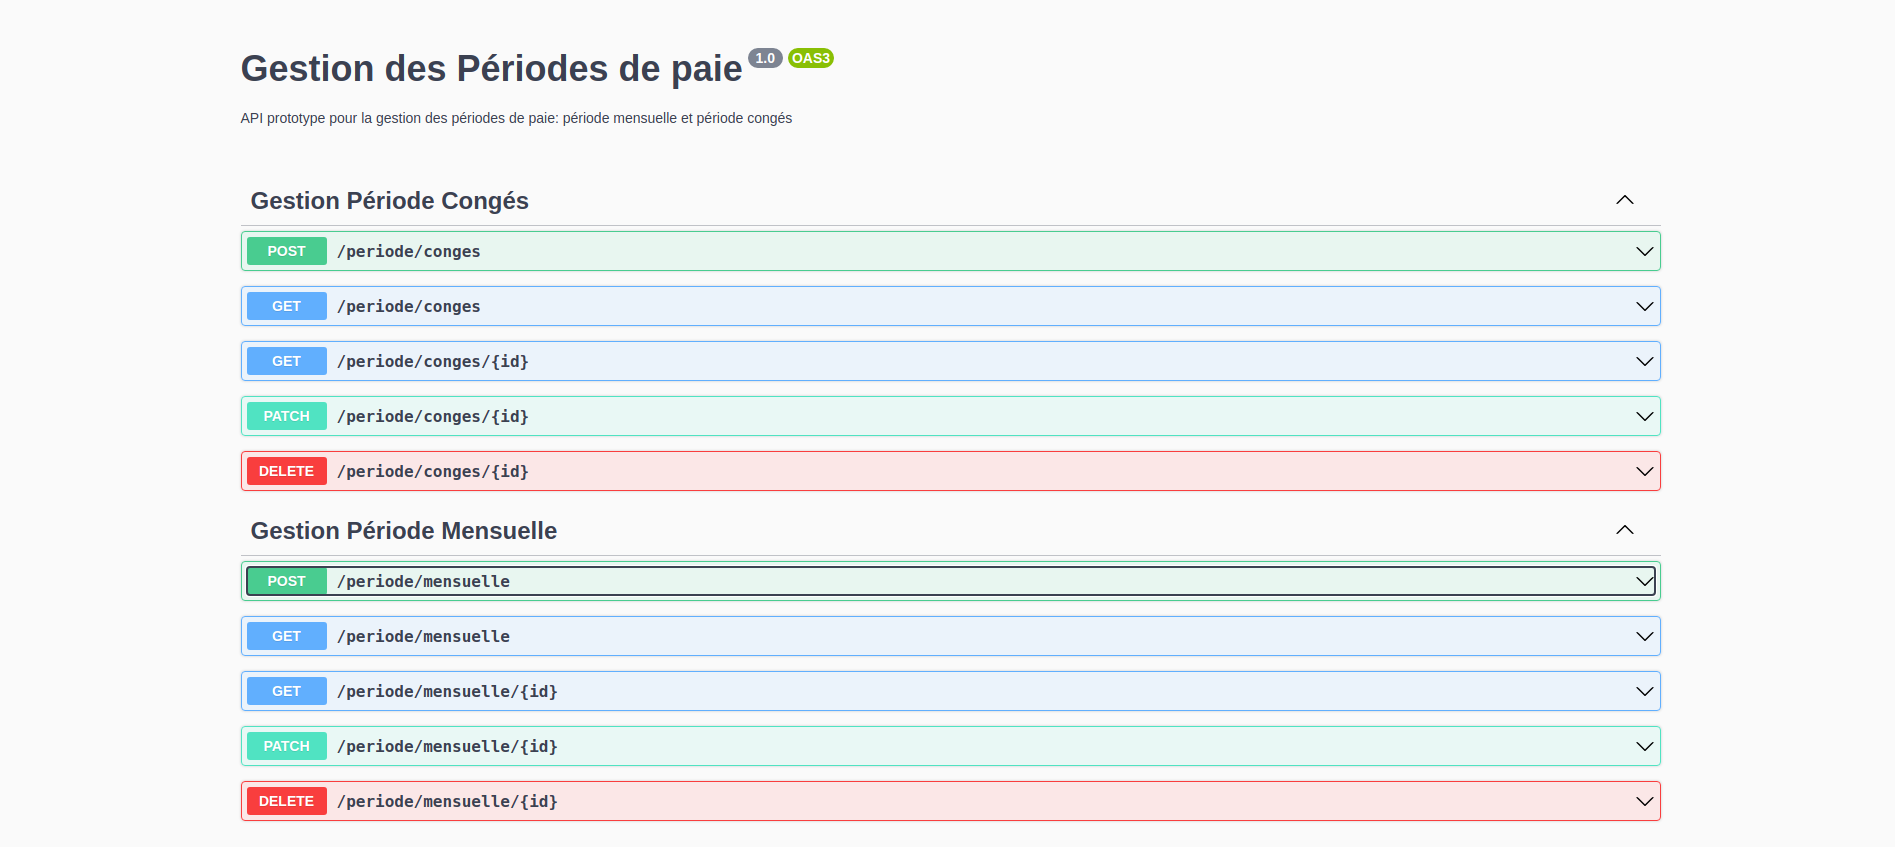 Gestion des Périodes de paie 1.0 OAS3
API prototype pour la gestion des périodes de paie: période mensuelle et période congés
Gestion Période Congés
POST /periode/conges
GET /periode/conges
GET /periode/conges/{id}
PATCH /periode/conges/{id}
DELETE /periode/conges/{id}
Gestion Période Mensuelle
POST /periode/mensuelle
GET /periode/mensuelle
GET /periode/mensuelle/{id}
PATCH /periode/mensuelle/{id}
DELETE /periode/mensuelle/{id}